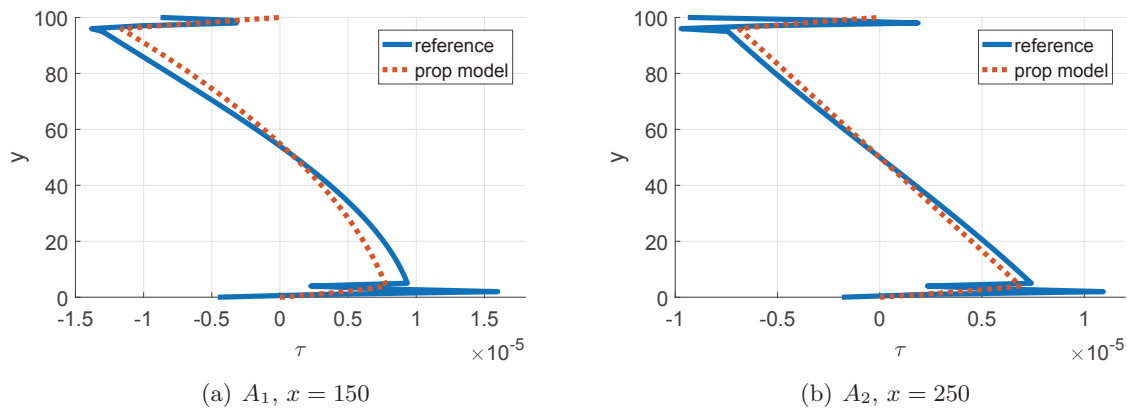 100
80
60
40
20
0
y
-1.5
-1
-0.5
0
0.5
1
1.5
×10⁻⁵
τ
reference
prop model
(a) A₁, x = 150
100
80
60
40
20
0
y
-1
-0.5
0
0.5
1
×10⁻⁵
τ
reference
prop model
(b) A₂, x = 250